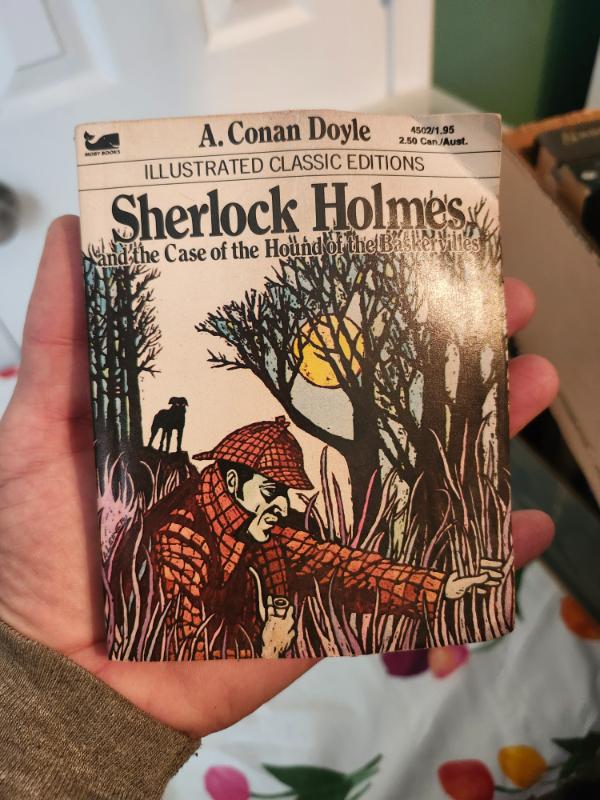 MOBY BOOKS
A. Conan Doyle
4502/1.95
2.50 Can./Aust.
ILLUSTRATED CLASSIC EDITIONS
Sherlock Holmes
and the Case of the Hound of the Baskervilles